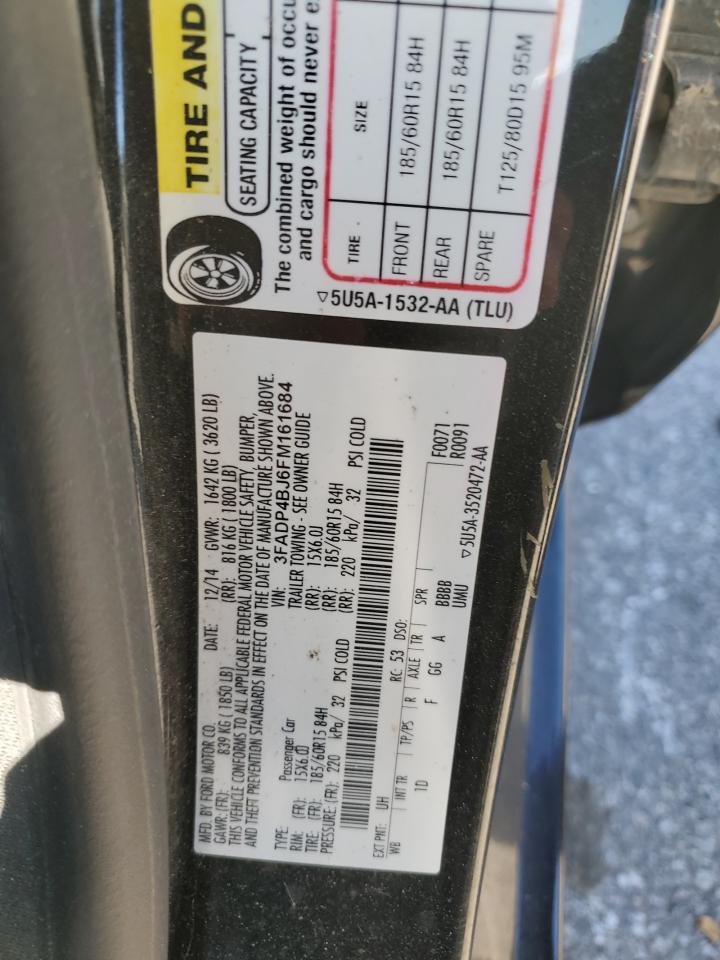 TIRE AND
SEATING CAPACITY
The combined weight of occu
and cargo should never e
TIRE SIZE
FRONT 185/60R15 84H
REAR 185/60R15 84H
SPARE T125/80D15 95M
▽5U5A-1532-AA (TLU)
MFD. BY FORD MOTOR CO. DATE: 12/14 GVWR: 1642 KG ( 3620 LB)
GAWR: (FR): 839 KG ( 1850 LB) (RR): 816 KG ( 1800 LB)
THIS VEHICLE CONFORMS TO ALL APPLICABLE FEDERAL MOTOR VEHICLE SAFETY, BUMPER,
AND THEFT PREVENTION STANDARDS IN EFFECT ON THE DATE OF MANUFACTURE SHOWN ABOVE.
VIN: 3FADP4BJ6FM161684
TYPE: Passenger Car TRAILER TOWING - SEE OWNER GUIDE
RIM: (FR): 15X6.0J (RR): 15X6.0J
TIRE: (FR): 185/60R15 84H (RR): 185/60R15 84H
PRESSURE: (FR): 220 kPa/ 32 PSI COLD (RR): 220 kPa/ 32 PSI COLD
F0071
R0091
EXT PNT: UH RC: 53 DSO:
WB INT TR TP/PS R AXLE TR SPR
1D F GG A BBBB
UMU
▽5U5A-3520472-AA